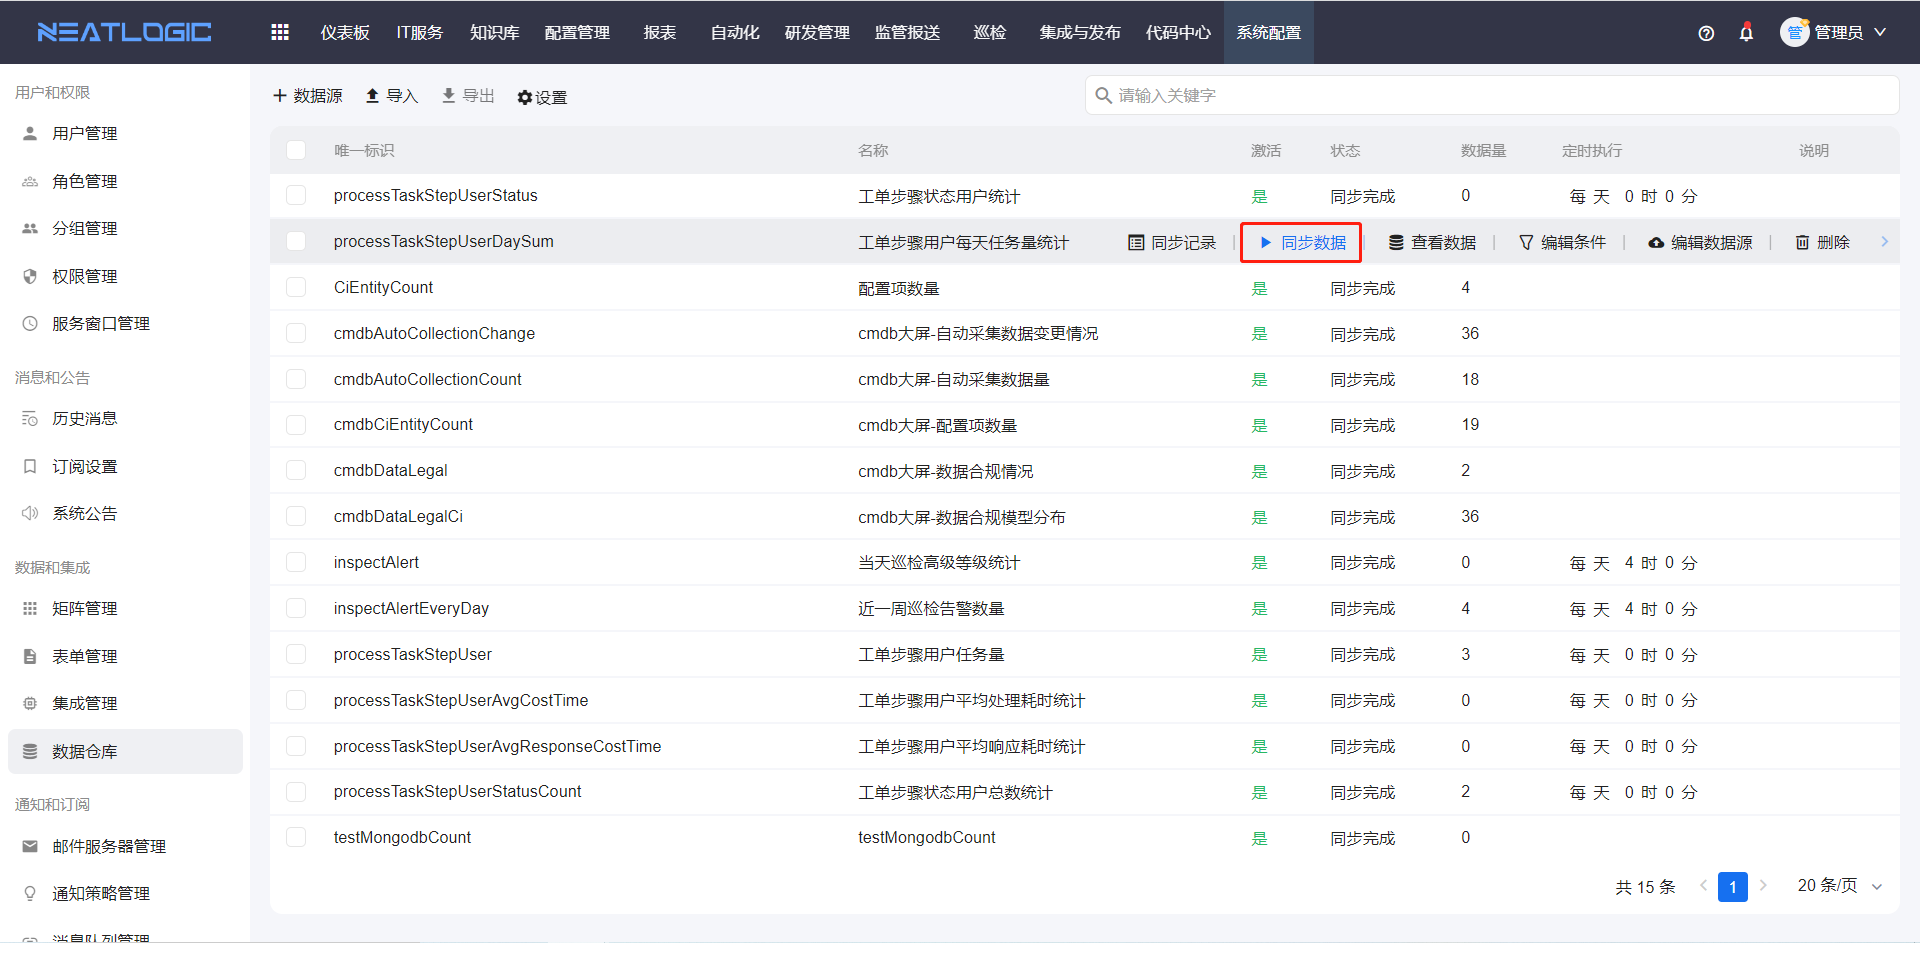 NEATLOGIC 仪表板 IT服务 知识库 配置管理 报表 自动化 研发管理 监管报送 巡检 集成与发布 代码中心 系统配置 管 管理员
用户和权限
用户管理
角色管理
分组管理
权限管理
服务窗口管理
消息和公告
历史消息
订阅设置
系统公告
数据和集成
矩阵管理
表单管理
集成管理
数据仓库
通知和订阅
邮件服务器管理
通知策略管理
消息队列管理
数据源 导入 导出 设置 请输入关键字
唯一标识 名称 激活 状态 数据量 定时执行 说明
processTaskStepUserStatus 工单步骤状态用户统计 是 同步完成 0 每 天 0 时 0 分
processTaskStepUserDaySum 工单步骤用户每天任务量统计 同步记录 同步数据 查看数据 编辑条件 编辑数据源 删除
CiEntityCount 配置项数量 是 同步完成 4
cmdbAutoCollectionChange cmdb大屏-自动采集数据变更情况 是 同步完成 36
cmdbAutoCollectionCount cmdb大屏-自动采集数据量 是 同步完成 18
cmdbCiEntityCount cmdb大屏-配置项数量 是 同步完成 19
cmdbDataLegal cmdb大屏-数据合规情况 是 同步完成 2
cmdbDataLegalCi cmdb大屏-数据合规模型分布 是 同步完成 36
inspectAlert 当天巡检高级等级统计 是 同步完成 0 每 天 4 时 0 分
inspectAlertEveryDay 近一周巡检告警数量 是 同步完成 4 每 天 4 时 0 分
processTaskStepUser 工单步骤用户任务量 是 同步完成 3 每 天 0 时 0 分
processTaskStepUserAvgCostTime 工单步骤用户平均处理耗时统计 是 同步完成 0 每 天 0 时 0 分
processTaskStepUserAvgResponseCostTime 工单步骤用户平均响应耗时统计 是 同步完成 0 每 天 0 时 0 分
processTaskStepUserStatusCount 工单步骤状态用户总数统计 是 同步完成 2 每 天 0 时 0 分
testMongodbCount testMongodbCount 是 同步完成 0
共 15 条 1 20 条/页